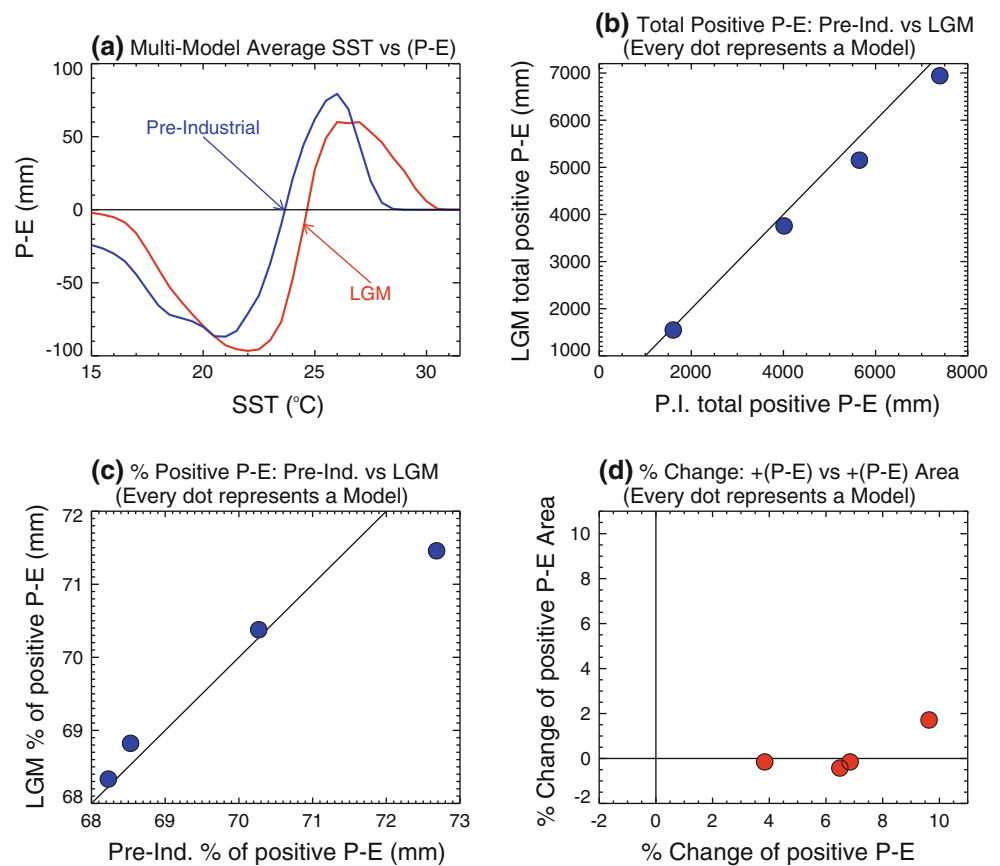 (a) Multi-Model Average SST vs (P-E)
100
50
0
-50
-100
P-E (mm)
Pre-Industrial
LGM
15 20 25 30
SST (°C)
(b) Total Positive P-E: Pre-Ind. vs LGM
(Every dot represents a Model)
7000
6000
5000
4000
3000
2000
1000
LGM total positive P-E (mm)
0 2000 4000 6000 8000
P.I. total positive P-E (mm)
(c) % Positive P-E: Pre-Ind. vs LGM
(Every dot represents a Model)
72
71
70
69
68
LGM % of positive P-E (mm)
68 69 70 71 72 73
Pre-Ind. % of positive P-E (mm)
(d) % Change: +(P-E) vs +(P-E) Area
(Every dot represents a Model)
10
8
6
4
2
0
-2
% Change of positive P-E Area
-2 0 2 4 6 8 10
% Change of positive P-E